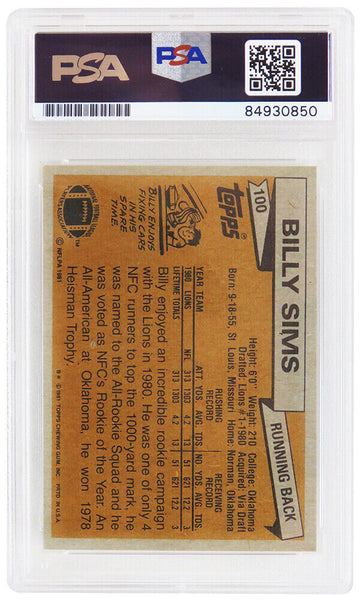 PSA
PSA
84930850
100
BILLY SIMS
RUNNING BACK
Topps
Height: 6'0" Weight: 210 College: Oklahoma
Drafted: Lions #1-1980 Acquired: Via Draft
Born: 9-18-55, St. Louis, Missouri Home: Norman, Oklahoma
RUSHING RECORD
RECEIVING RECORD
YEAR TEAM ATT. YDS. AVG. TDS. NO. YDS. AVG. TDS.
1980 LIONS NFL 313 1303 4.2 13 51 621 12.2 3
LIFETIME TOTALS 313 1303 4.2 13 51 621 12.2 3
BILLY ENJOYS
FIXING CARS
IN HIS
SPARE
TIME.
Billy enjoyed an incredible rookie campaign
with the Lions in 1980. He was one of only 4
NFC runners to top the 1000-yard mark, he
was named to the All-Rookie Squad and he
was voted as NFC's Rookie of the Year. An
All-American at Oklahoma, he won 1978
Heisman Trophy.
© NFLPA 1981
© 1981 TOPPS CHEWING GUM, INC. PRTD. IN U.S.A.